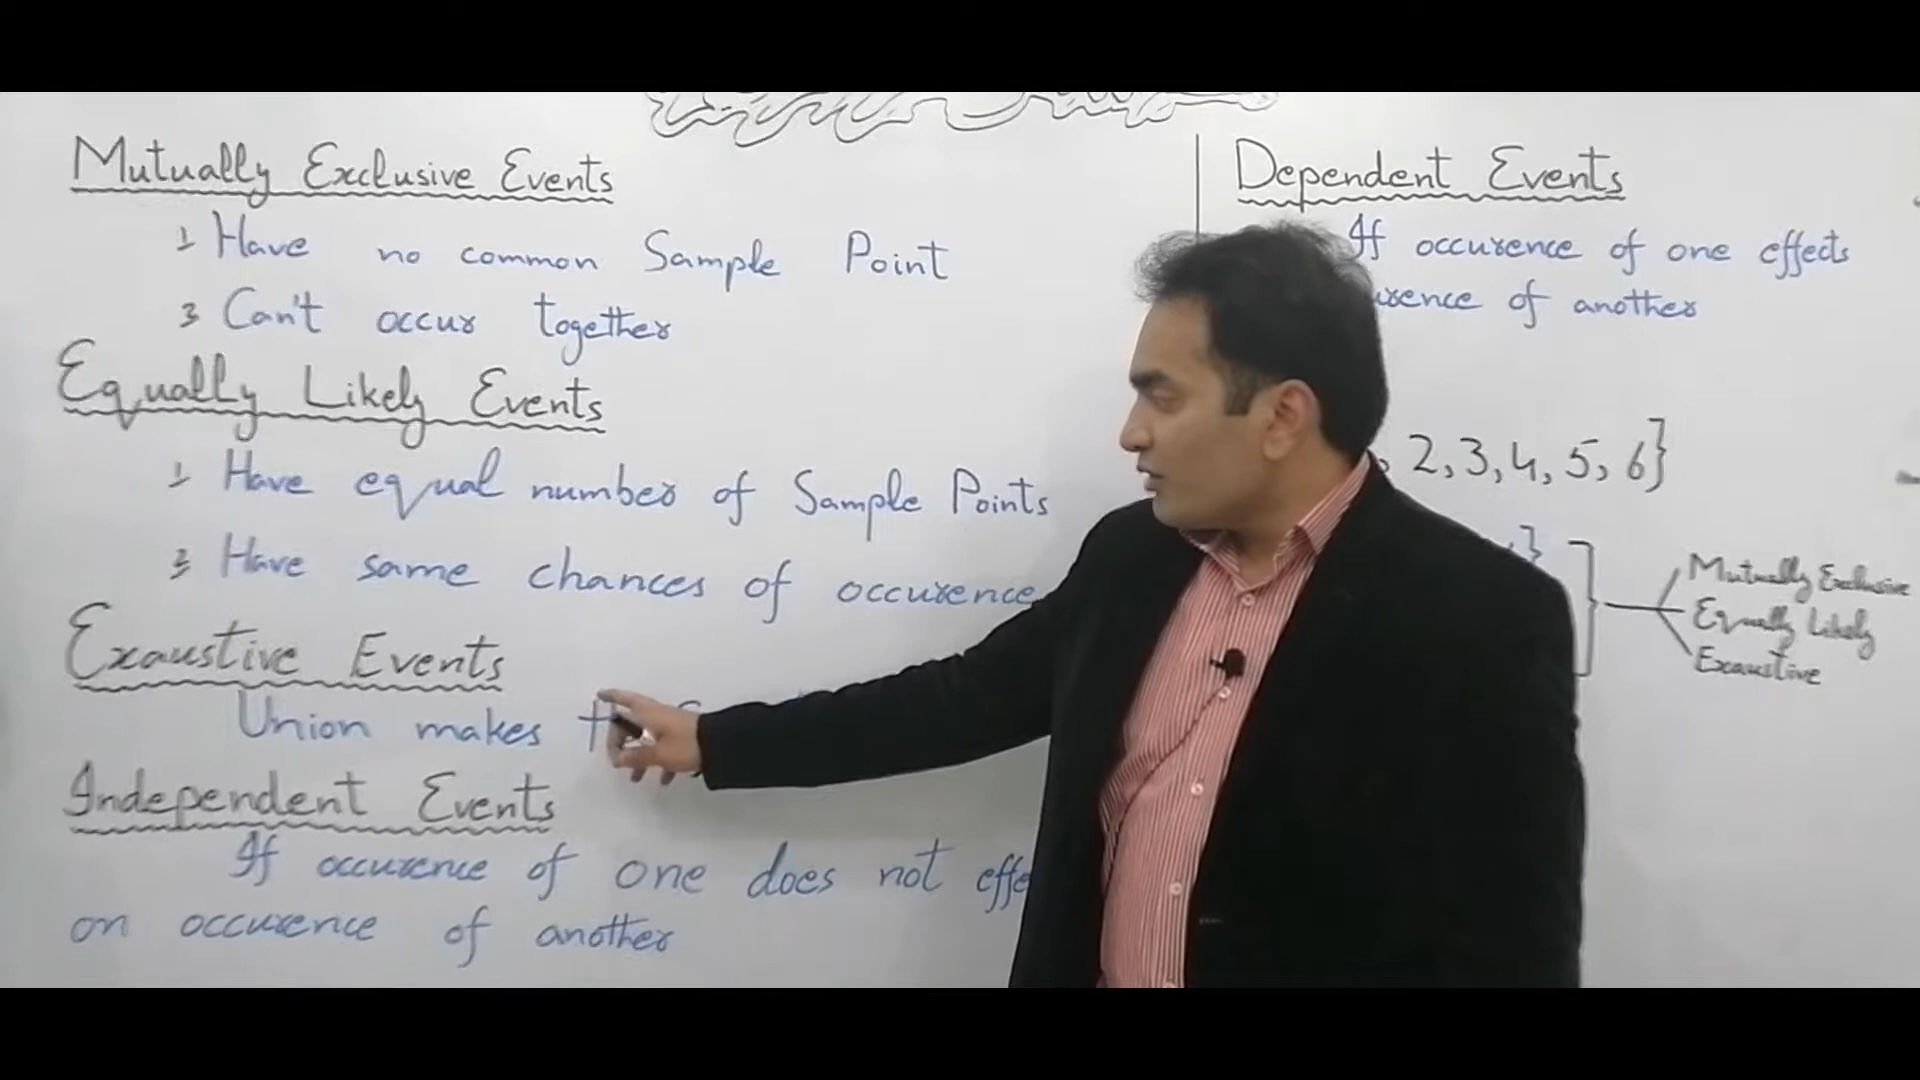 Mutually Exclusive Events
1 Have no common Sample Point
3 Can't occur together
Equally Likely Events
1 Have equal number of Sample Points
3 Have same chances of occurence
Exaustive Events
Union makes
Independent Events
If occurence of one does not
on occurence of another
Dependent Events
If occurence of one effects
of another
2, 3, 4, 5, 6}
}
Mutually Exclusive
Equally Likely
Exaustive